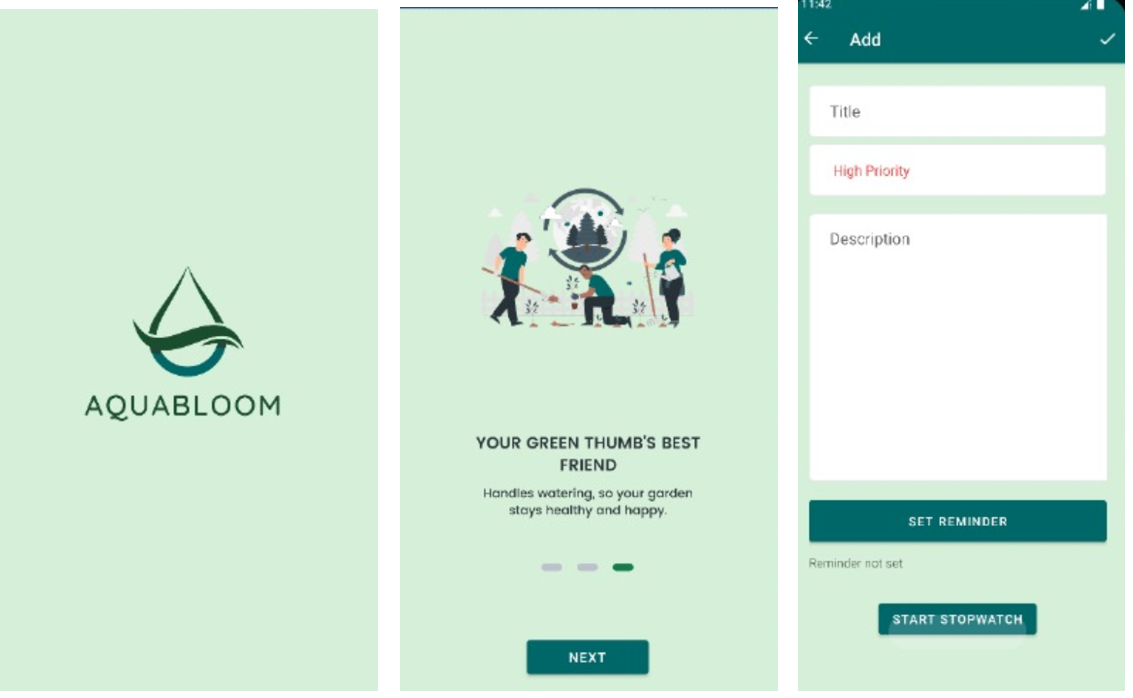 AQUABLOOM
YOUR GREEN THUMB'S BEST
FRIEND
Handles watering, so your garden
stays healthy and happy.
NEXT
11:42
Add
Title
High Priority
Description
SET REMINDER
Reminder not set
START STOPWATCH